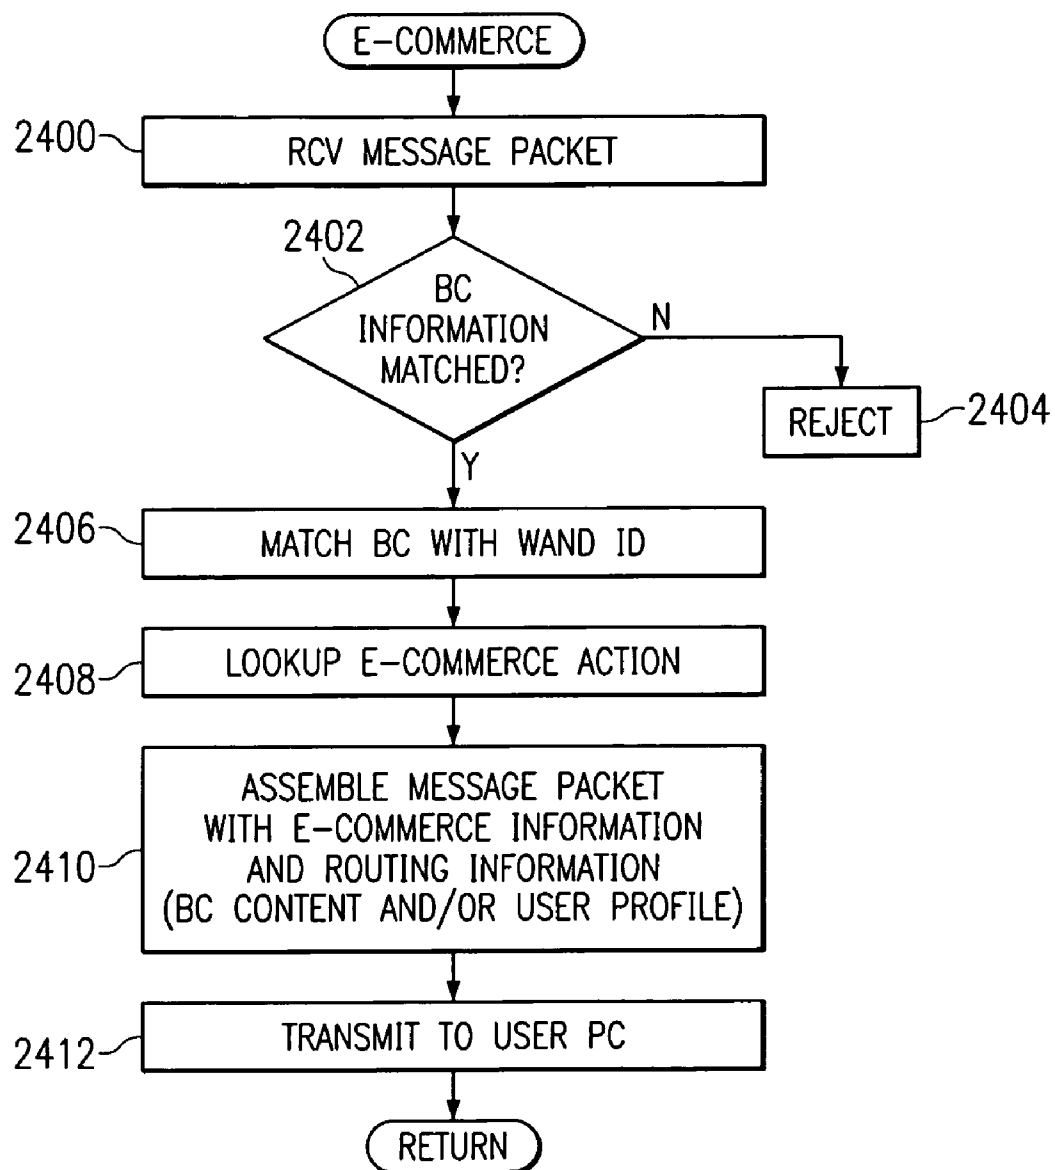 E-COMMERCE
2400
RCV MESSAGE PACKET
2402
BC
INFORMATION
MATCHED?
N
REJECT
2404
Y
2406
MATCH BC WITH WAND ID
LOOKUP E-COMMERCE ACTION
2408
ASSEMBLE MESSAGE PACKET
WITH E-COMMERCE INFORMATION
AND ROUTING INFORMATION
(BC CONTENT AND/OR USER PROFILE)
2410
TRANSMIT TO USER PC
2412
RETURN